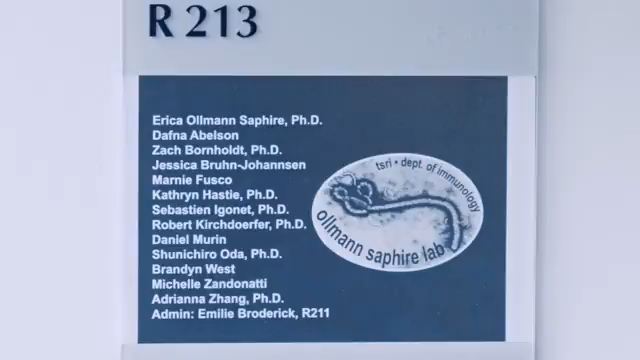 R 213
Erica Ollmann Saphire, Ph.D.
Dafna Abelson
Zach Bornholdt, Ph.D.
Jessica Bruhn-Johannsen
Marnie Fusco
Kathryn Hastie, Ph.D.
Sebastien Igonet, Ph.D.
Robert Kirchdoerfer, Ph.D.
Daniel Murin
Shunichiro Oda, Ph.D.
Brandyn West
Michelle Zandonatti
Adrianna Zhang, Ph.D.
Admin: Emilie Broderick, R211
tsri • dept. of immunology
ollmann saphire lab